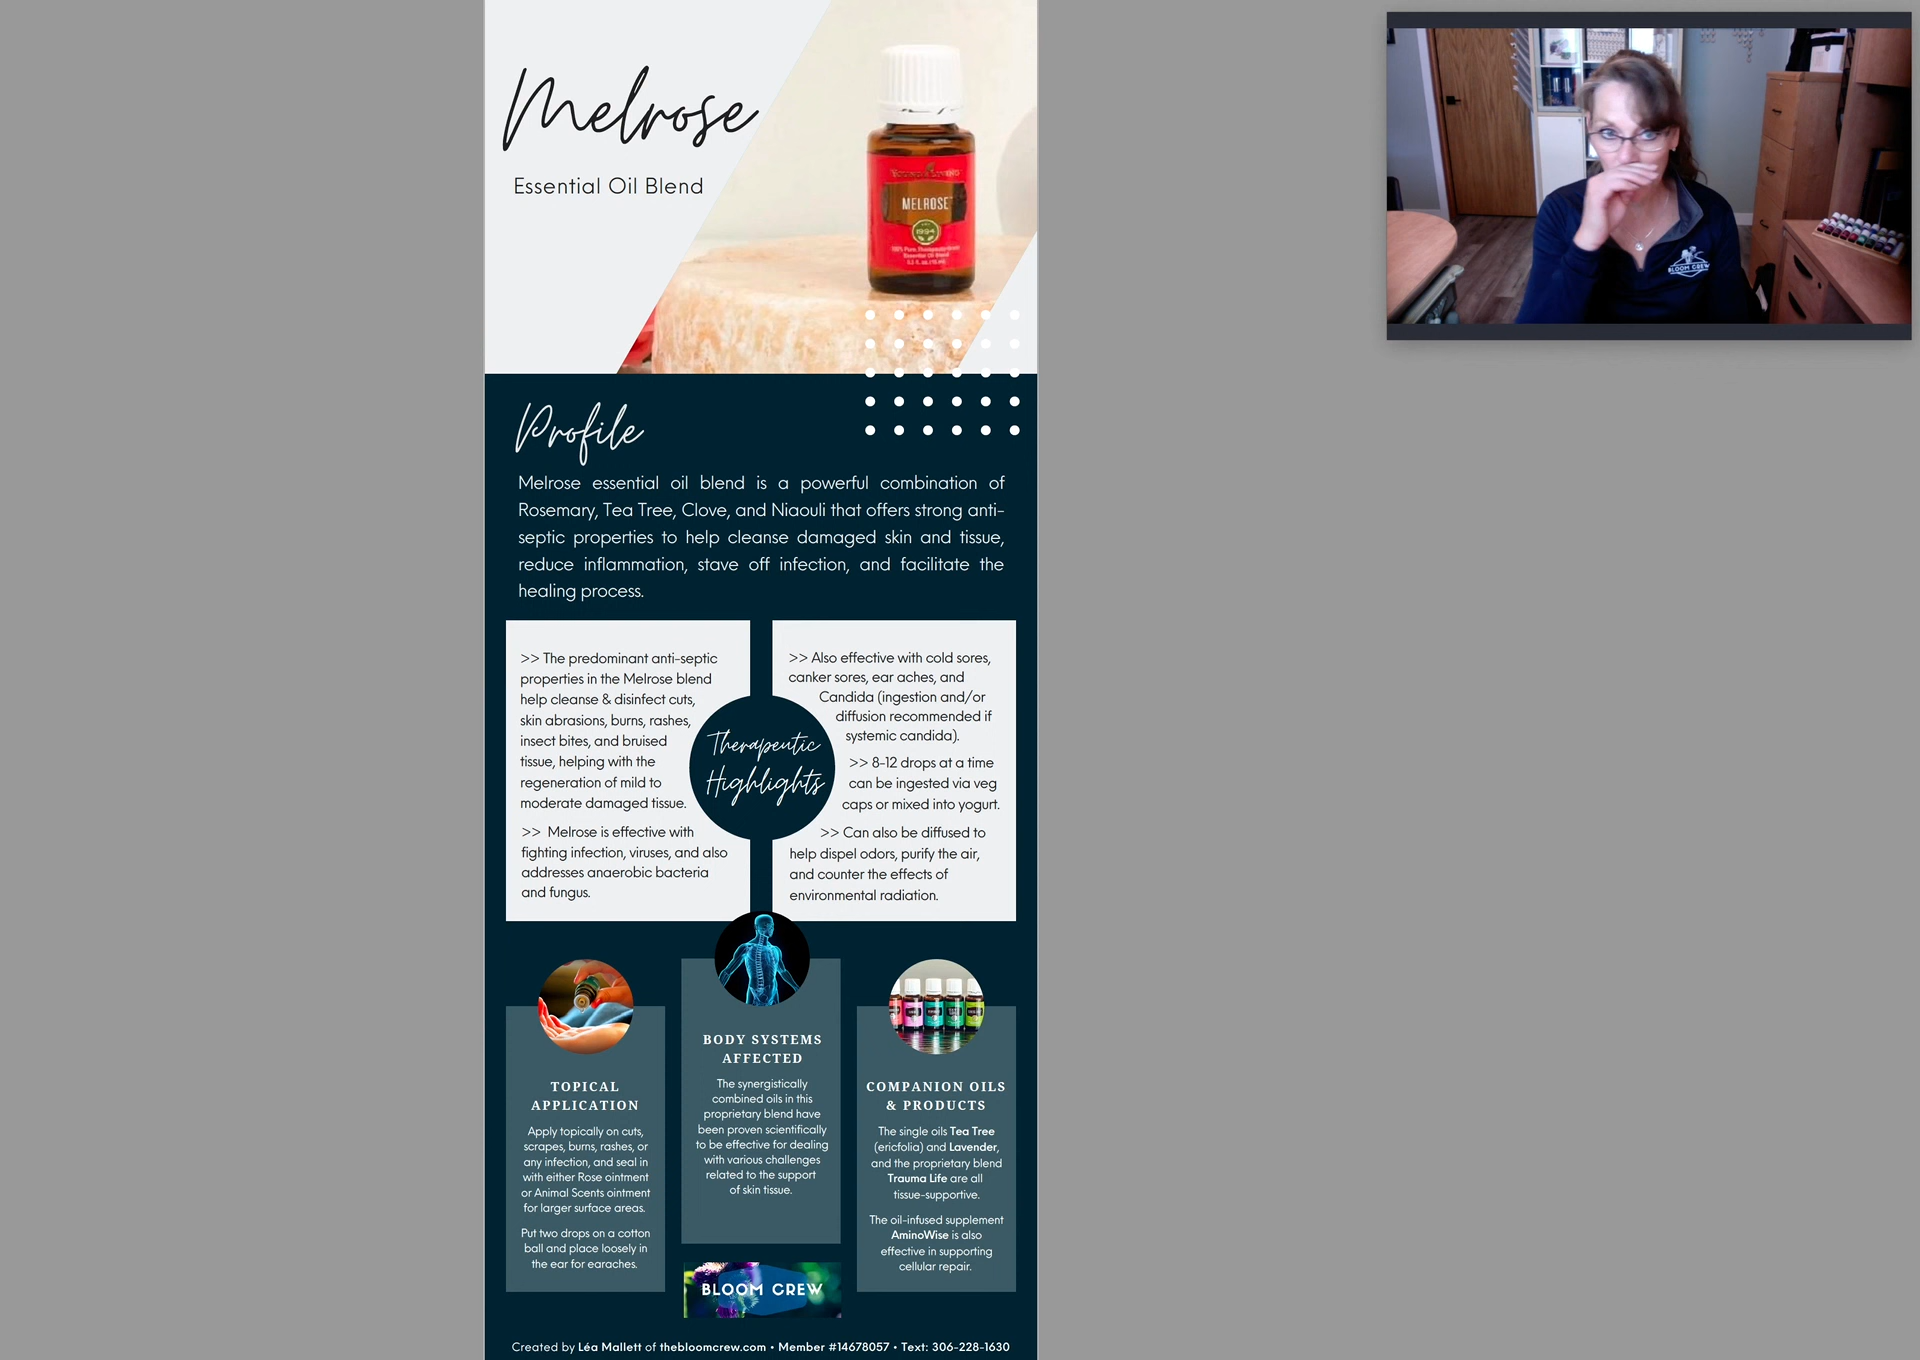 Melrose
Essential Oil Blend
YOUNG LIVING
MELROSE
1994
100% Pure Therapeutic-Grade
Essential Oil Blend
Profile
Melrose essential oil blend is a powerful combination of
Rosemary, Tea Tree, Clove, and Niaouli that offers strong anti-
septic properties to help cleanse damaged skin and tissue,
reduce inflammation, stave off infection, and facilitate the
healing process.
>> The predominant anti-septic
properties in the Melrose blend
help cleanse & disinfect cuts,
skin abrasions, burns, rashes,
insect bites, and bruised
tissue, helping with the
regeneration of mild to
moderate damaged tissue.
>> Melrose is effective with
fighting infection, viruses, and also
addresses anaerobic bacteria
and fungus.
Therapeutic
Highlights
>> Also effective with cold sores,
canker sores, ear aches, and
Candida (ingestion and/or
diffusion recommended if
systemic candida).
>> 8-12 drops at a time
can be ingested via veg
caps or mixed into yogurt.
>> Can also be diffused to
help dispel odors, purify the air,
and counter the effects of
environmental radiation.
TOPICAL
APPLICATION
Apply topically on cuts,
scrapes, burns, rashes, or
any infection, and seal in
with either Rose ointment
or Animal Scents ointment
for larger surface areas.
Put two drops on a cotton
ball and place loosely in
the ear for earaches.
BODY SYSTEMS
AFFECTED
The synergistically
combined oils in this
proprietary blend have
been proven scientifically
to be effective for dealing
with various challenges
related to the support
of skin tissue.
COMPANION OILS
& PRODUCTS
The single oils Tea Tree
(ericfolia) and Lavender,
and the proprietary blend
Trauma Life are all
tissue-supportive.
The oil-infused supplement
AminoWise is also
effective in supporting
cellular repair.
BLOOM CREW
Created by Léa Mallett of thebloomcrew.com • Member #14678057 • Text: 306-228-1630
BLOOM CREW